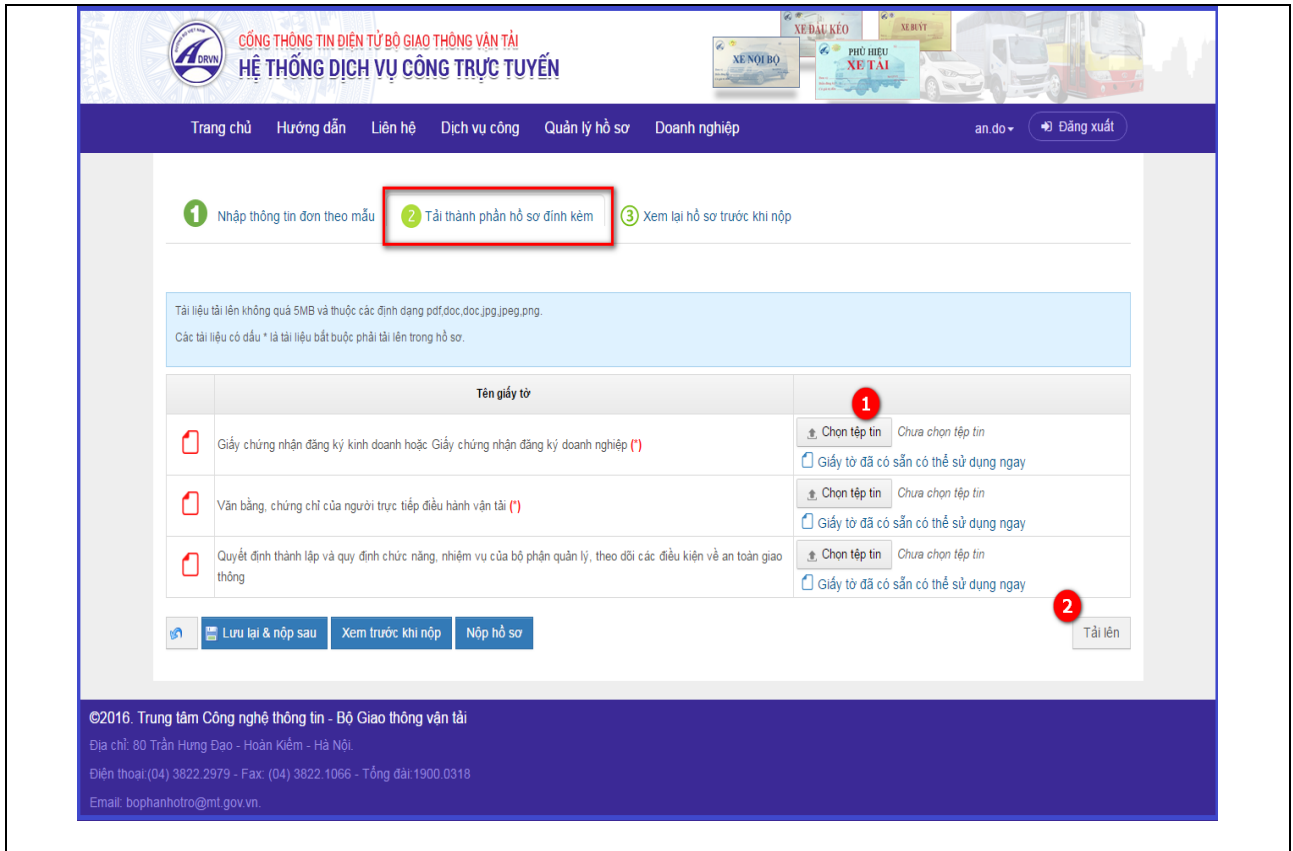 CỔNG THÔNG TIN ĐIỆN TỬ BỘ GIAO THÔNG VẬN TẢI
HỆ THỐNG DỊCH VỤ CÔNG TRỰC TUYẾN
DRVN
XE ĐẦU KÉO
XE BUÝT
XE NỘI BỘ
PHÙ HIỆU
XE TẢI
Trang chủ Hướng dẫn Liên hệ Dịch vụ công Quản lý hồ sơ Doanh nghiệp an.do Đăng xuất
1 Nhập thông tin đơn theo mẫu 2 Tải thành phần hồ sơ đính kèm 3 Xem lại hồ sơ trước khi nộp
Tài liệu tải lên không quá 5MB và thuộc các định dạng pdf,doc,doc,jpg,jpeg,png.
Các tài liệu có dấu * là tài liệu bắt buộc phải tải lên trong hồ sơ.
Tên giấy tờ
1
Giấy chứng nhận đăng ký kinh doanh hoặc Giấy chứng nhận đăng ký doanh nghiệp (*)
Chọn tệp tin Chưa chọn tệp tin
Giấy tờ đã có sẵn có thể sử dụng ngay
Văn bằng, chứng chỉ của người trực tiếp điều hành vận tải (*)
Chọn tệp tin Chưa chọn tệp tin
Giấy tờ đã có sẵn có thể sử dụng ngay
Quyết định thành lập và quy định chức năng, nhiệm vụ của bộ phận quản lý, theo dõi các điều kiện về an toàn giao
thông
Chọn tệp tin Chưa chọn tệp tin
Giấy tờ đã có sẵn có thể sử dụng ngay
2
Lưu lại & nộp sau Xem trước khi nộp Nộp hồ sơ Tải lên
©2016. Trung tâm Công nghệ thông tin - Bộ Giao thông vận tải
Địa chỉ: 80 Trần Hưng Đạo - Hoàn Kiếm - Hà Nội.
Điện thoại:(04) 3822.2979 - Fax: (04) 3822.1066 - Tổng đài:1900.0318
Email: bophanhotro@mt.gov.vn.